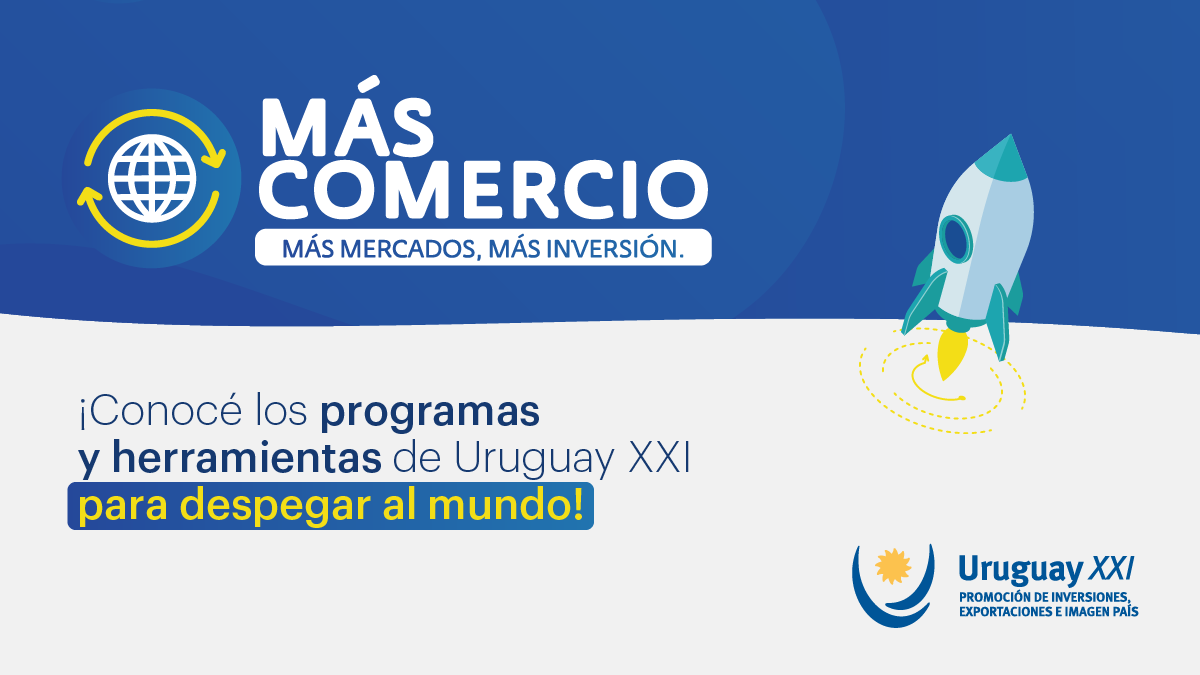 MÁS
COMERCIO
MÁS MERCADOS, MÁS INVERSIÓN.
¡Conocé los programas
y herramientas de Uruguay XXI
para despegar al mundo!
Uruguay XXI
PROMOCIÓN DE INVERSIONES,
EXPORTACIONES E IMAGEN PAÍS